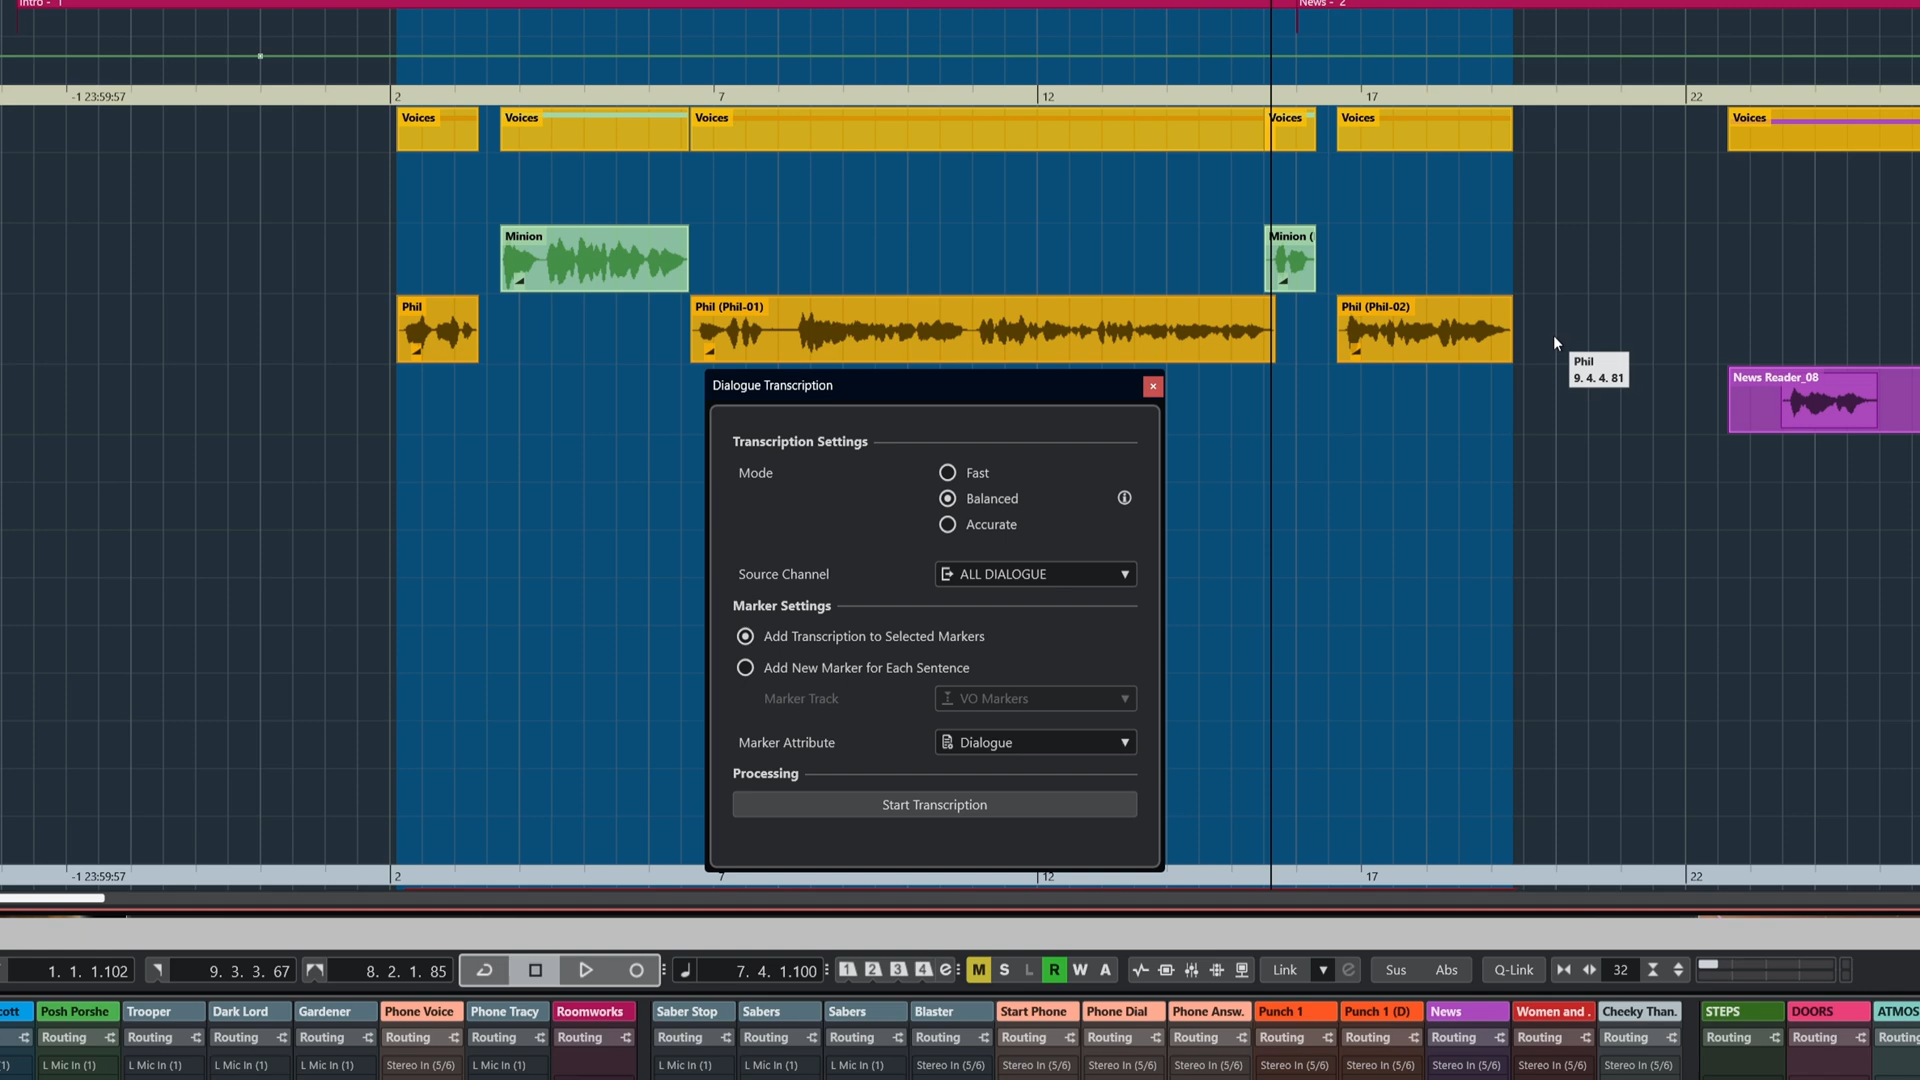 Intro - 1 News - 2
-1 23:59:57 2 7 12 17 22
Voices Voices Voices Voices Voices Voices
Minion Minion (
Phil Phil (Phil-01) Phil (Phil-02)
Phil
9. 4. 4. 81
News Reader_08
Dialogue Transcription
Transcription Settings
Mode Fast
Balanced
Accurate
Source Channel ALL DIALOGUE
Marker Settings
Add Transcription to Selected Markers
Add New Marker for Each Sentence
Marker Track VO Markers
Marker Attribute Dialogue
Processing
Start Transcription
-1 23:59:57 2 7 12 17 22
1. 1. 1.102 9. 3. 3. 67 8. 2. 1. 85 7. 4. 1.100 1 2 3 4 e M S L R W A Link e Sus Abs Q-Link 32
cott Posh Porshe Trooper Dark Lord Gardener Phone Voice Phone Tracy Roomworks Saber Stop Sabers Sabers Blaster Start Phone Phone Dial Phone Answ. Punch 1 Punch 1 (D) News Women and . Cheeky Than. STEPS DOORS ATMOS
Routing Routing Routing Routing Routing Routing Routing Routing Routing Routing Routing Routing Routing Routing Routing Routing Routing Routing Routing Routing Routing Routing
(1) L Mic In (1) L Mic In (1) L Mic In (1) L Mic In (1) Stereo In (5/6) L Mic In (1) L Mic In (1) L Mic In (1) L Mic In (1) Stereo In (5/6) Stereo In (5/6) Stereo In (5/6) Stereo In (5/6) Stereo In (5/6) Stereo In (5/6) Stereo In (5/6) Stereo In (5/6) Stereo In (5/6)